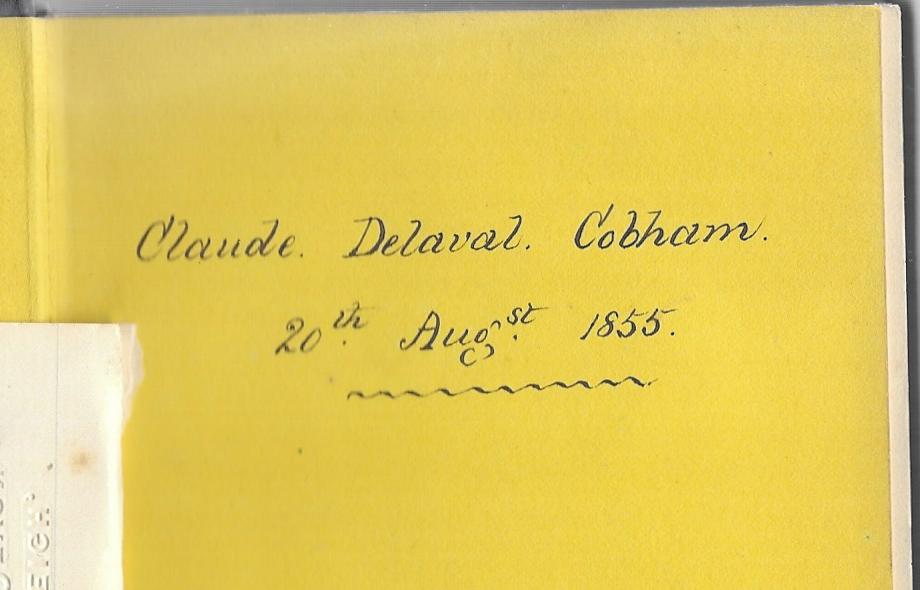 Claude. Delaval. Cobham.
20th. Augst. 1855.